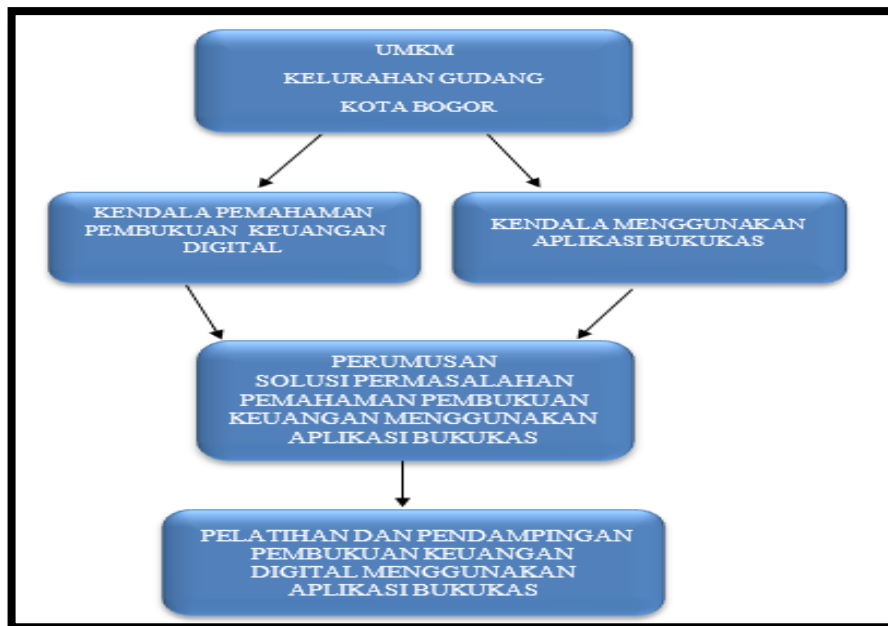 UMKM
KELURAHAN GUDANG
KOTA BOGOR
KENDALA PEMAHAMAN
PEMBUKUAN KEUANGAN
DIGITAL
KENDALA MENGGUNAKAN
APLIKASI BUKUKAS
PERUMUSAN
SOLUSI PERMASALAHAN
PEMAHAMAN PEMBUKUAN
KEUANGAN MENGGUNAKAN
APLIKASI BUKUKAS
PELATIHAN DAN PENDAMPINGAN
PEMBUKUAN KEUANGAN
DIGITAL MENGGUNAKAN
APLIKASI BUKUKAS